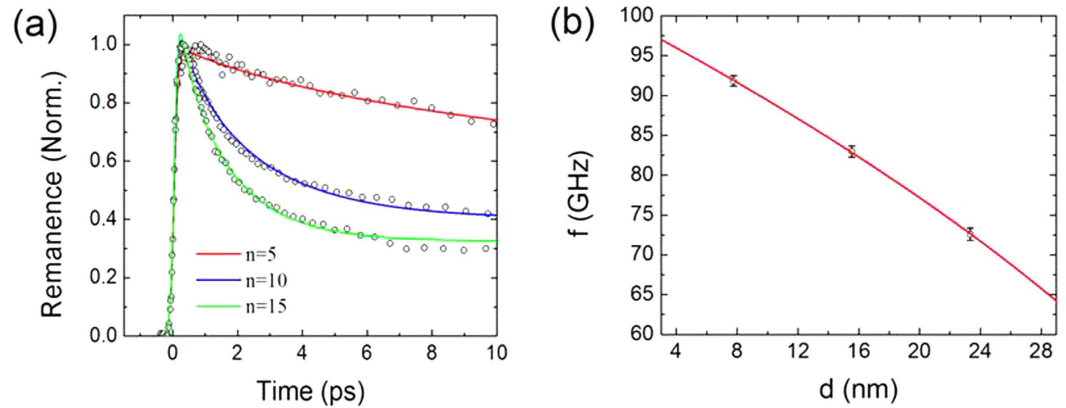 (a)
Remanence (Norm.)
1.0
0.8
0.6
0.4
0.2
0.0
n=5
n=10
n=15
0 2 4 6 8 10
Time (ps)
(b)
f (GHz)
100
95
90
85
80
75
70
65
60
4 8 12 16 20 24 28
d (nm)